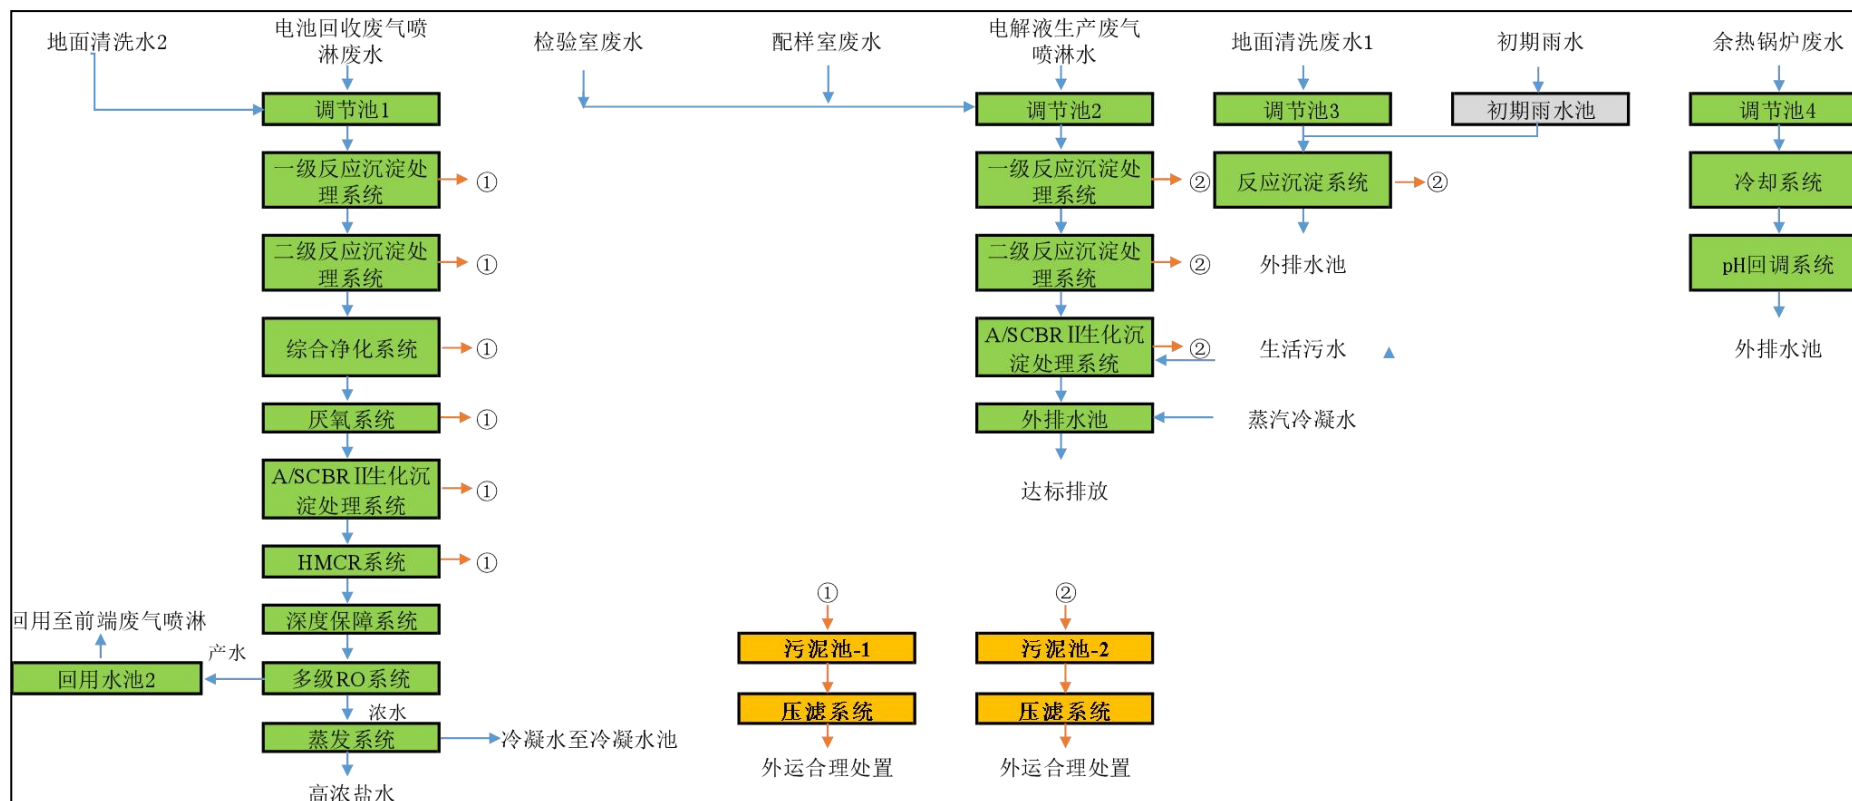 地面清洗水2
电池回收废气喷
淋废水
检验室废水
配样室废水
电解液生产废气
喷淋水
地面清洗废水1
初期雨水
余热锅炉废水
调节池1
调节池2
调节池3
初期雨水池
调节池4
一级反应沉淀处
理系统
①
一级反应沉淀处
理系统
②
反应沉淀系统
②
冷却系统
二级反应沉淀处
理系统
①
二级反应沉淀处
理系统
②
外排水池
pH回调系统
综合净化系统
①
A/SCBRⅡ生化沉
淀处理系统
②
生活污水
外排水池
厌氧系统
①
外排水池
蒸汽冷凝水
A/SCBRⅡ生化沉
淀处理系统
①
达标排放
HMCR系统
①
深度保障系统
回用至前端废气喷淋
产水
回用水池2
多级RO系统
浓水
蒸发系统
冷凝水至冷凝水池
高浓盐水
①
污泥池-1
压滤系统
外运合理处置
②
污泥池-2
压滤系统
外运合理处置